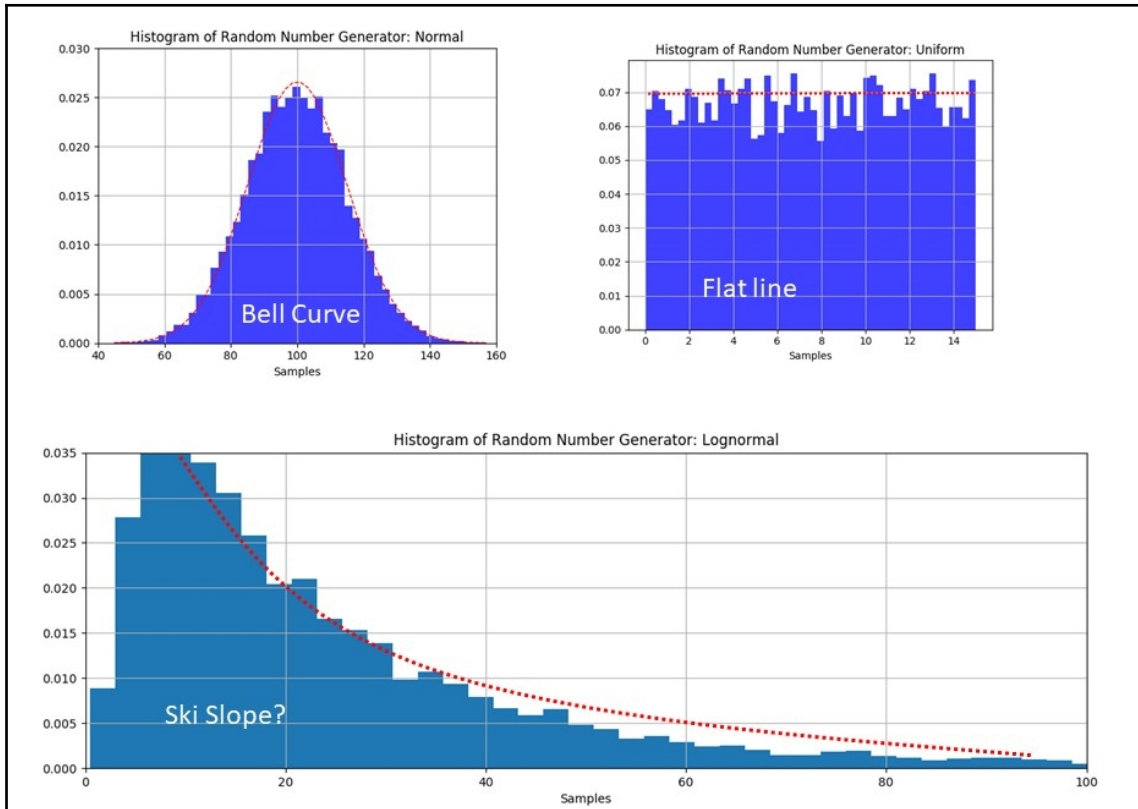 Histogram of Random Number Generator: Normal
0.030
0.025
0.020
0.015
0.010
0.005
0.000
Bell Curve
40 60 80 100 120 140 160
Samples
Histogram of Random Number Generator: Uniform
0.07
0.06
0.05
0.04
0.03
0.02
0.01
0.00
Flat line
0 2 4 6 8 10 12 14
Samples
Histogram of Random Number Generator: Lognormal
0.035
0.030
0.025
0.020
0.015
0.010
0.005
0.000
Ski Slope?
0 20 40 60 80 100
Samples